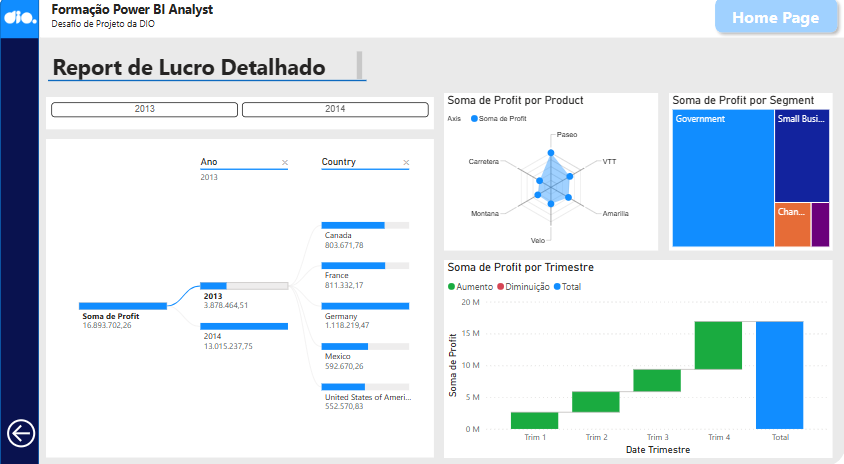 dio.
Formação Power BI Analyst
Desafio de Projeto da DIO
Home Page
Report de Lucro Detalhado
2013
2014
Ano
2013
Country
Soma de Profit
16.893.702,26
2013
3.878.464,51
2014
13.015.237,75
Canada
803.671,78
France
811.332,17
Germany
1.118.219,47
Mexico
592.670,26
United States of Ameri...
552.570,83
Soma de Profit por Product
Axis
Soma de Profit
Paseo
VTT
Amarilla
Velo
Montana
Carretera
Soma de Profit por Segment
Government
Small Busi...
Chan...
Soma de Profit por Trimestre
Aumento Diminuição Total
Soma de Profit
20 M
15 M
10 M
5 M
0 M
Trim 1 Trim 2 Trim 3 Trim 4 Total
Date Trimestre